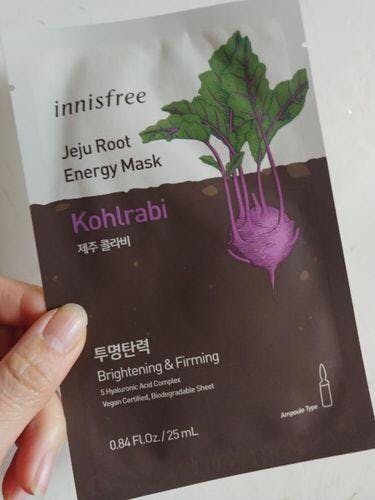 innisfree
Jeju Root
Energy Mask
Kohlrabi
제주 콜라비
투명탄력
Brightening & Firming
5 Hyaluronic Acid Complex
Vegan Certified, Biodegradable Sheet
Ampoule Type
0.84 Fl.Oz. / 25 mL